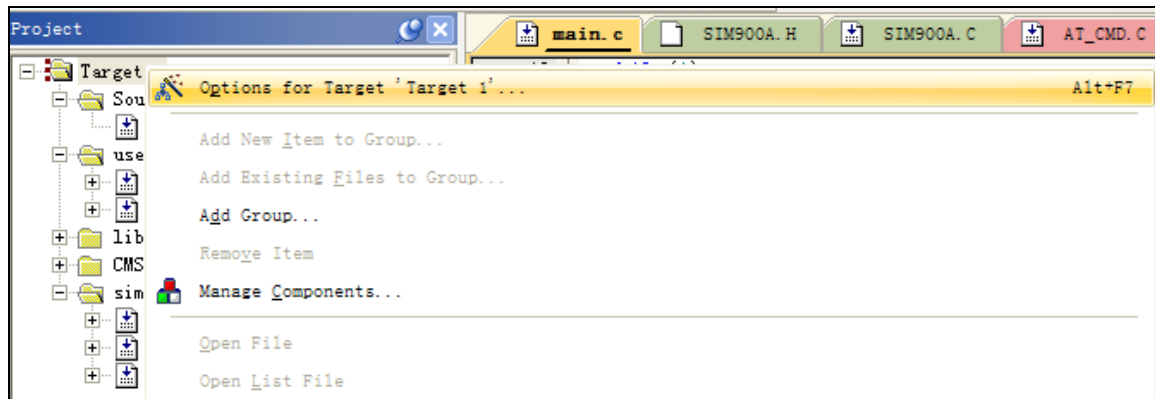 Project
main.c
SIM900A.H
SIM900A.C
AT_CMD.C
Target
Options for Target 'Target 1'...
Alt+F7
Sou
Add New Item to Group...
use
Add Existing Files to Group...
Add Group...
lib
Remove Item
CMS
sim
Manage Components...
Open File
Open List File